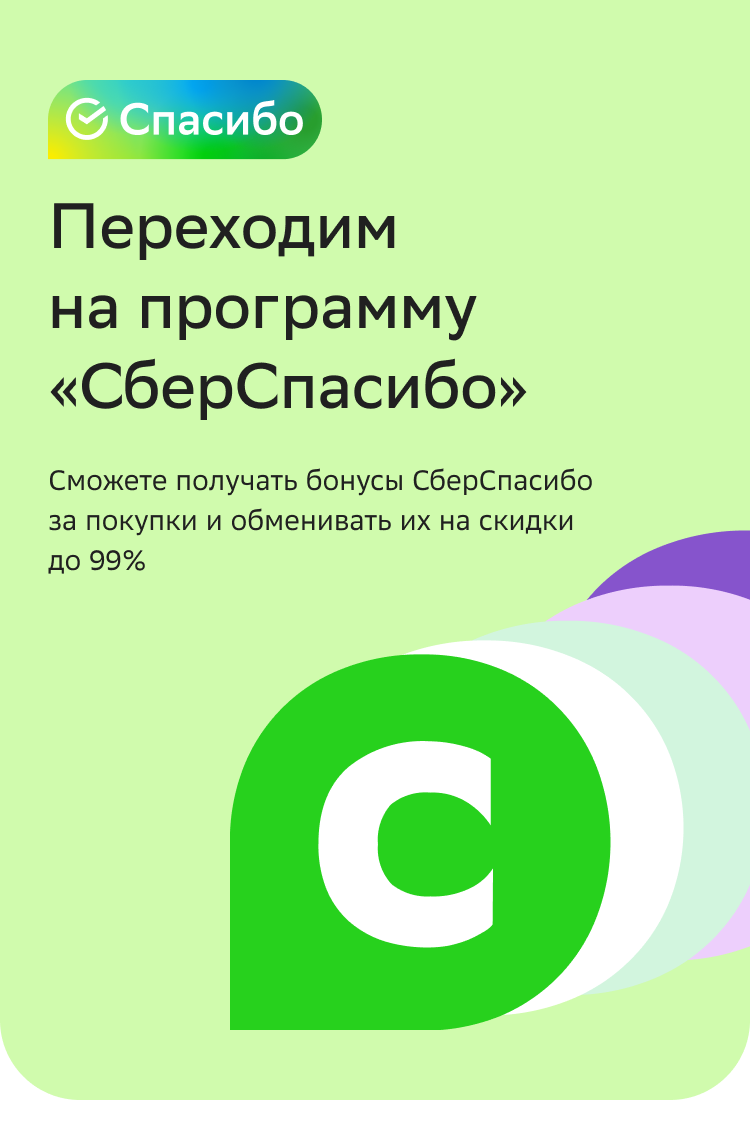 Спасибо
Переходим
на программу
«СберСпасибо»
Сможете получать бонусы СберСпасибо
за покупки и обменивать их на скидки
до 99%
с